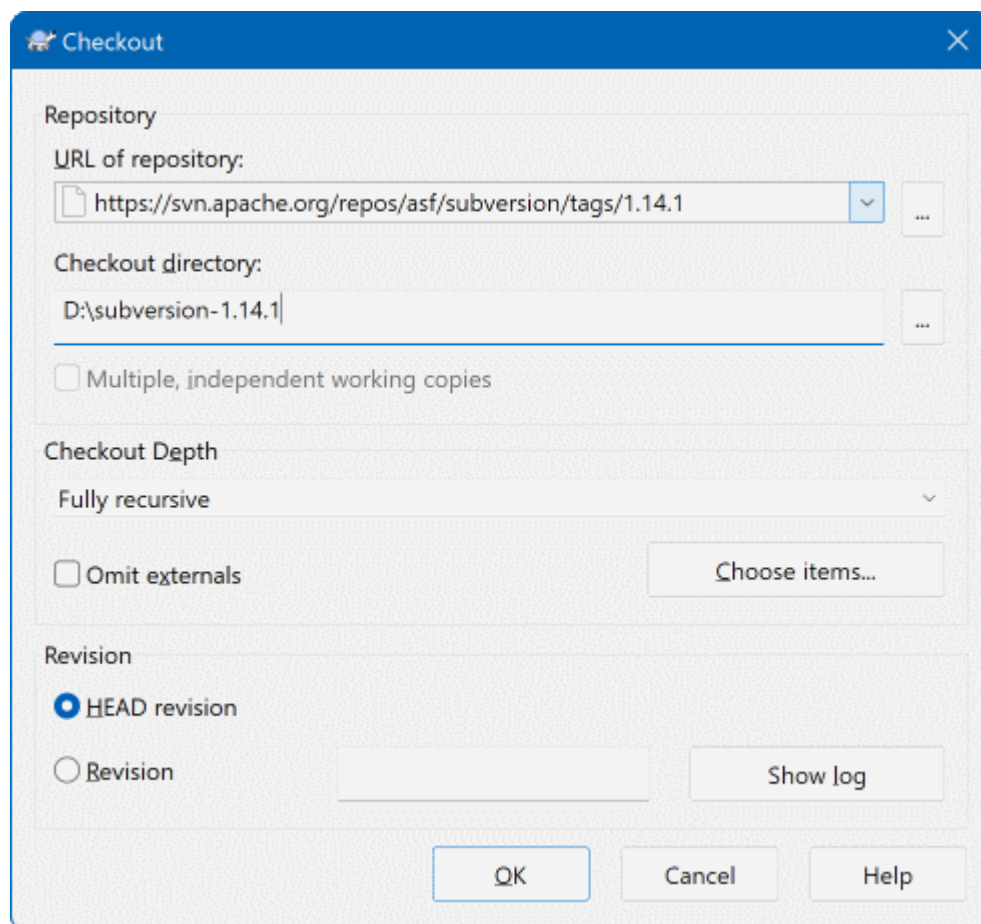 Checkout
Repository
URL of repository:
https://svn.apache.org/repos/asf/subversion/tags/1.14.1
...
Checkout directory:
D:\subversion-1.14.1
...
Multiple, independent working copies
Checkout Depth
Fully recursive
Omit externals
Choose items...
Revision
HEAD revision
Revision
Show log
OK Cancel Help